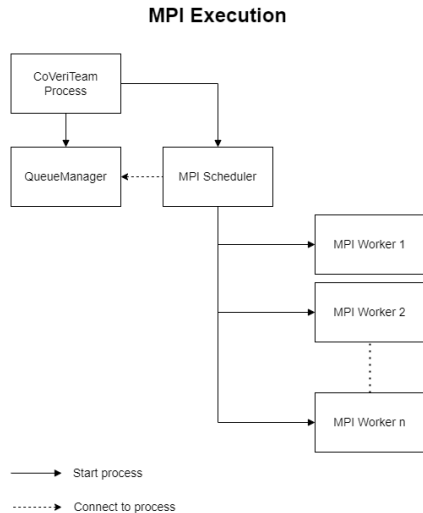 MPI Execution
CoVeriTeam
Process
QueueManager
MPI Scheduler
MPI Worker 1
MPI Worker 2
MPI Worker n
Start process
Connect to process